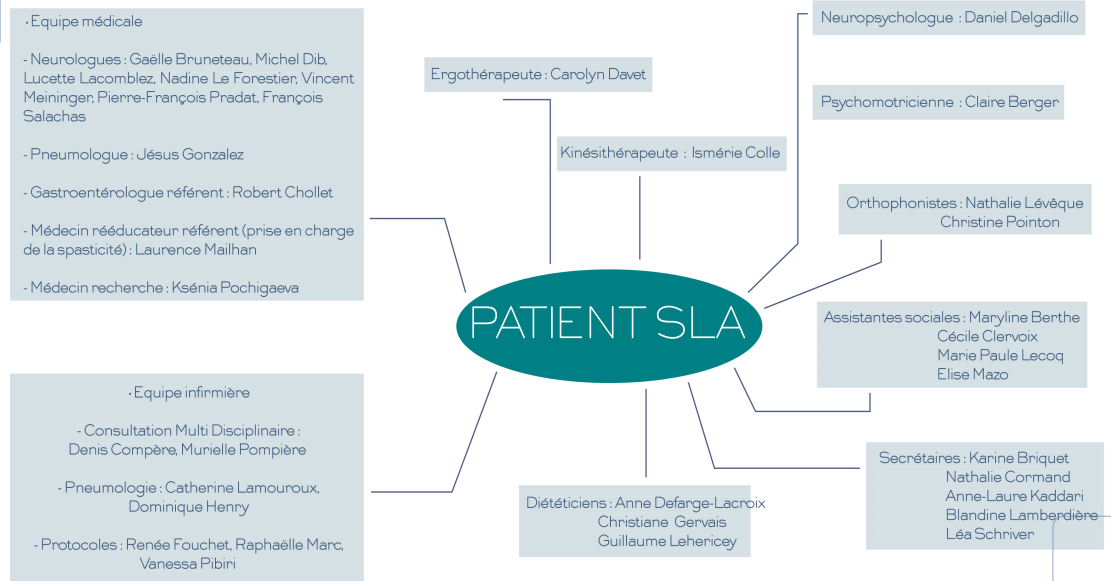 · Equipe médicale
- Neurologues : Gaëlle Bruneteau, Michel Dib,
Lucette Lacomblez, Nadine Le Forestier, Vincent
Meininger, Pierre-François Pradat, François
Salachas
- Pneumologue : Jésus Gonzalez
- Gastroentérologue référent : Robert Chollet
- Médecin rééducateur référent (prise en charge
de la spasticité) : Laurence Mailhan
- Médecin recherche : Ksénia Pochigaeva
Ergothérapeute : Carolyn Davet
Kinésithérapeute : Ismérie Colle
Neuropsychologue : Daniel Delgadillo
Psychomotricienne : Claire Berger
Orthophonistes : Nathalie Lévêque
Christine Pointon
PATIENT SLA
Assistantes sociales : Maryline Berthe
Cécile Clervoix
Marie Paule Lecoq
Elise Mazo
· Equipe infirmière
- Consultation Multi Disciplinaire :
Denis Compère, Murielle Pompière
- Pneumologie : Catherine Lamouroux,
Dominique Henry
- Protocoles : Renée Fouchet, Raphaëlle Marc,
Vanessa Pibiri
Diététiciens : Anne Defarge-Lacroix
Christiane Gervais
Guillaume Lehericey
Secrétaires : Karine Briquet
Nathalie Cormand
Anne-Laure Kaddari
Blandine Lamberdière
Léa Schriver